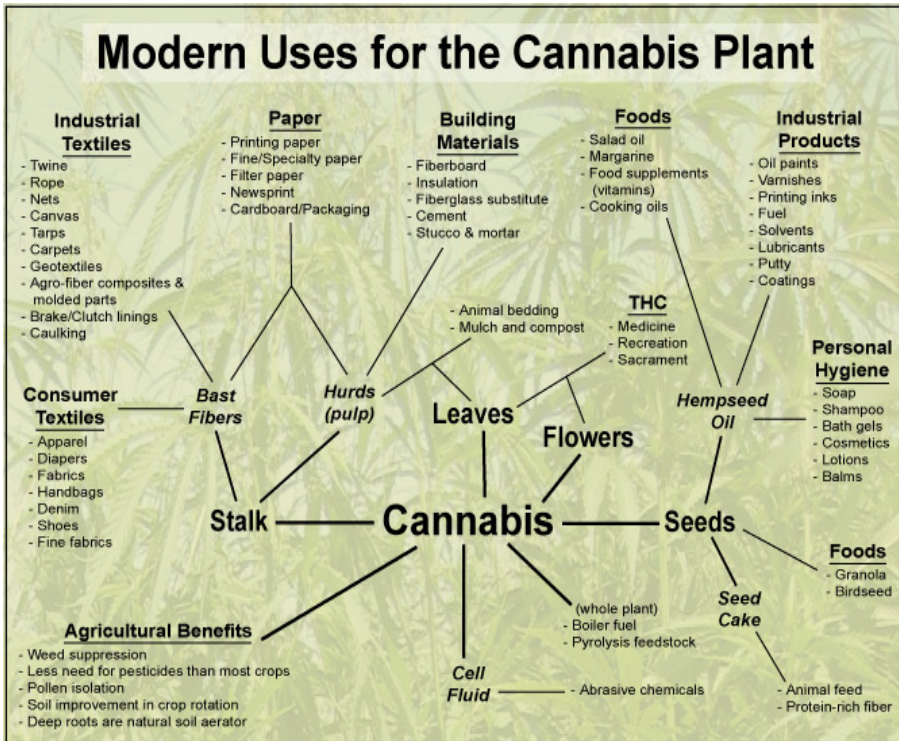 Modern Uses for the Cannabis Plant
Industrial
Textiles
- Twine
- Rope
- Nets
- Canvas
- Tarps
- Carpets
- Geotextiles
- Agro-fiber composites &
molded parts
- Brake/Clutch linings
- Caulking
Paper
- Printing paper
- Fine/Specialty paper
- Filter paper
- Newsprint
- Cardboard/Packaging
Building
Materials
- Fiberboard
- Insulation
- Fiberglass substitute
- Cement
- Stucco & mortar
Foods
- Salad oil
- Margarine
- Food supplements
(vitamins)
- Cooking oils
Industrial
Products
- Oil paints
- Varnishes
- Printing inks
- Fuel
- Solvents
- Lubricants
- Putty
- Coatings
- Animal bedding
- Mulch and compost
THC
- Medicine
- Recreation
- Sacrament
Personal
Hygiene
- Soap
- Shampoo
- Bath gels
- Cosmetics
- Lotions
- Balms
Consumer
Textiles
- Apparel
- Diapers
- Fabrics
- Handbags
- Denim
- Shoes
- Fine fabrics
Bast
Fibers
Hurds
(pulp)
Leaves
Flowers
Hempseed
Oil
Stalk
Cannabis
Seeds
Foods
- Granola
- Birdseed
Seed
Cake
(whole plant)
- Boiler fuel
- Pyrolysis feedstock
Agricultural Benefits
- Weed suppression
- Less need for pesticides than most crops
- Pollen isolation
- Soil improvement in crop rotation
- Deep roots are natural soil aerator
Cell
Fluid
- Abrasive chemicals
- Animal feed
- Protein-rich fiber